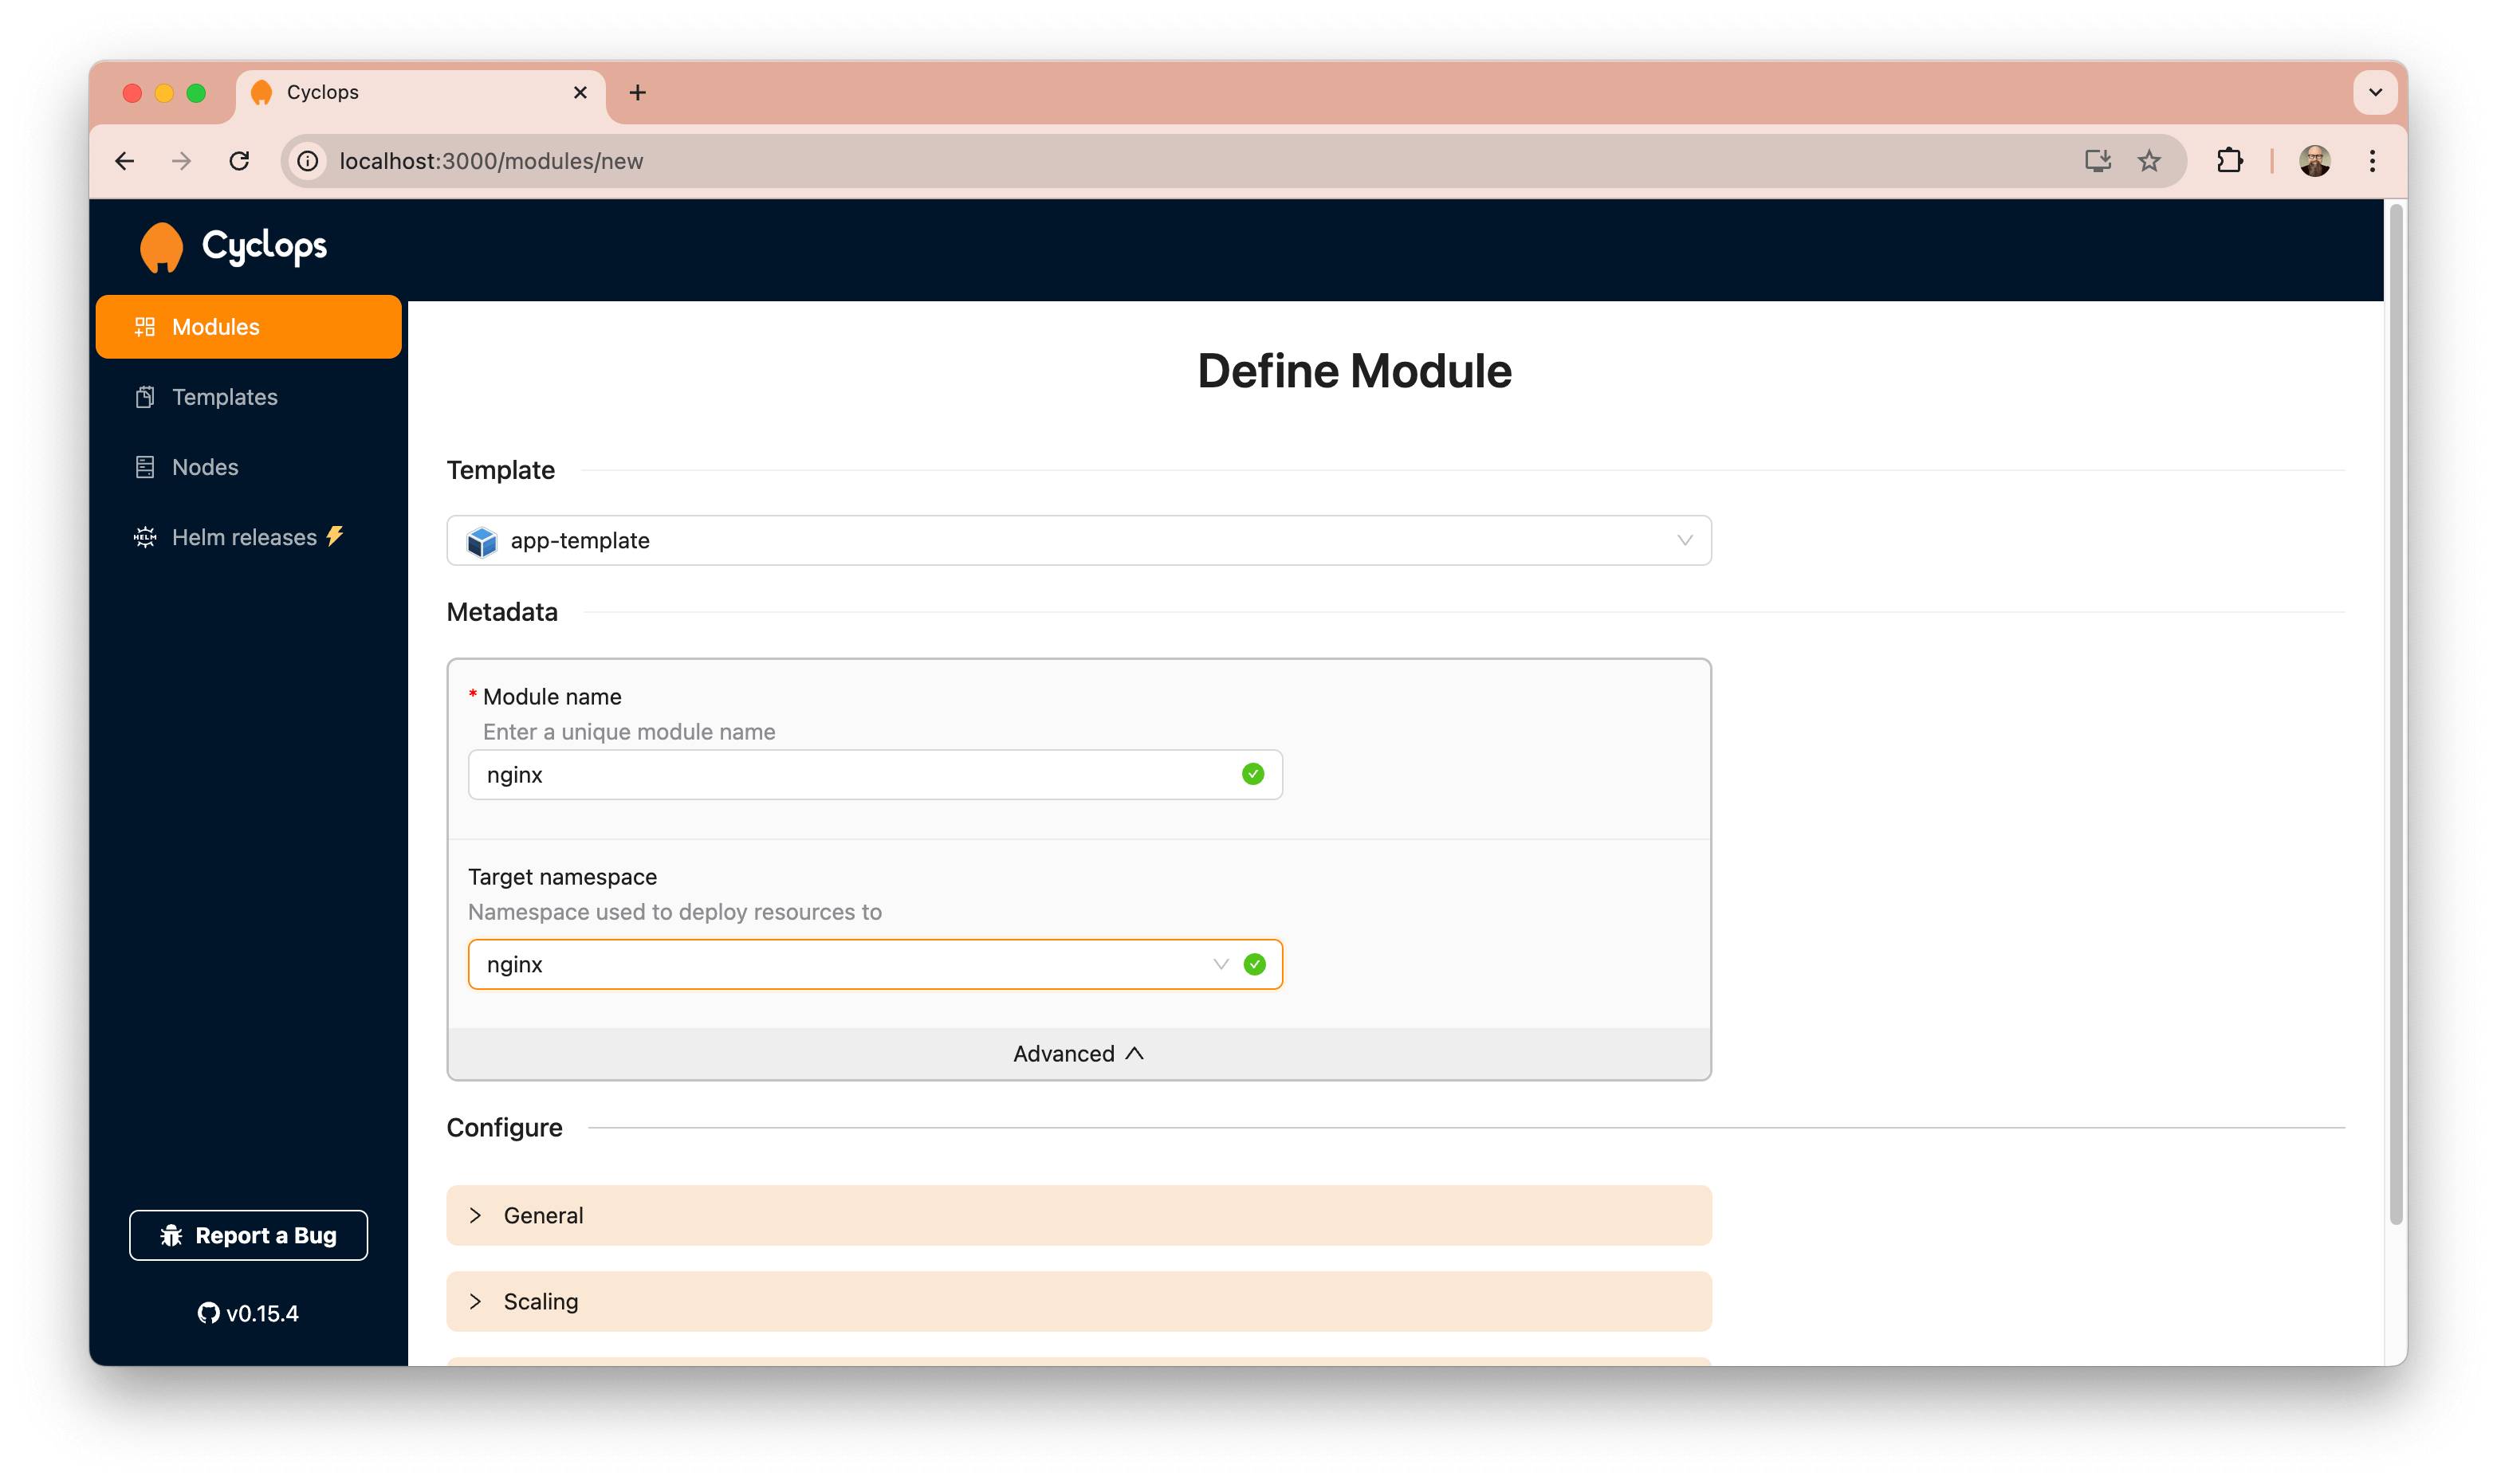 Cyclops
localhost:3000/modules/new
Cyclops
Modules
Templates
Nodes
HELM Helm releases
Report a Bug
v0.15.4
Define Module
Template
app-template
Metadata
* Module name
Enter a unique module name
nginx
Target namespace
Namespace used to deploy resources to
nginx
Advanced
Configure
General
Scaling